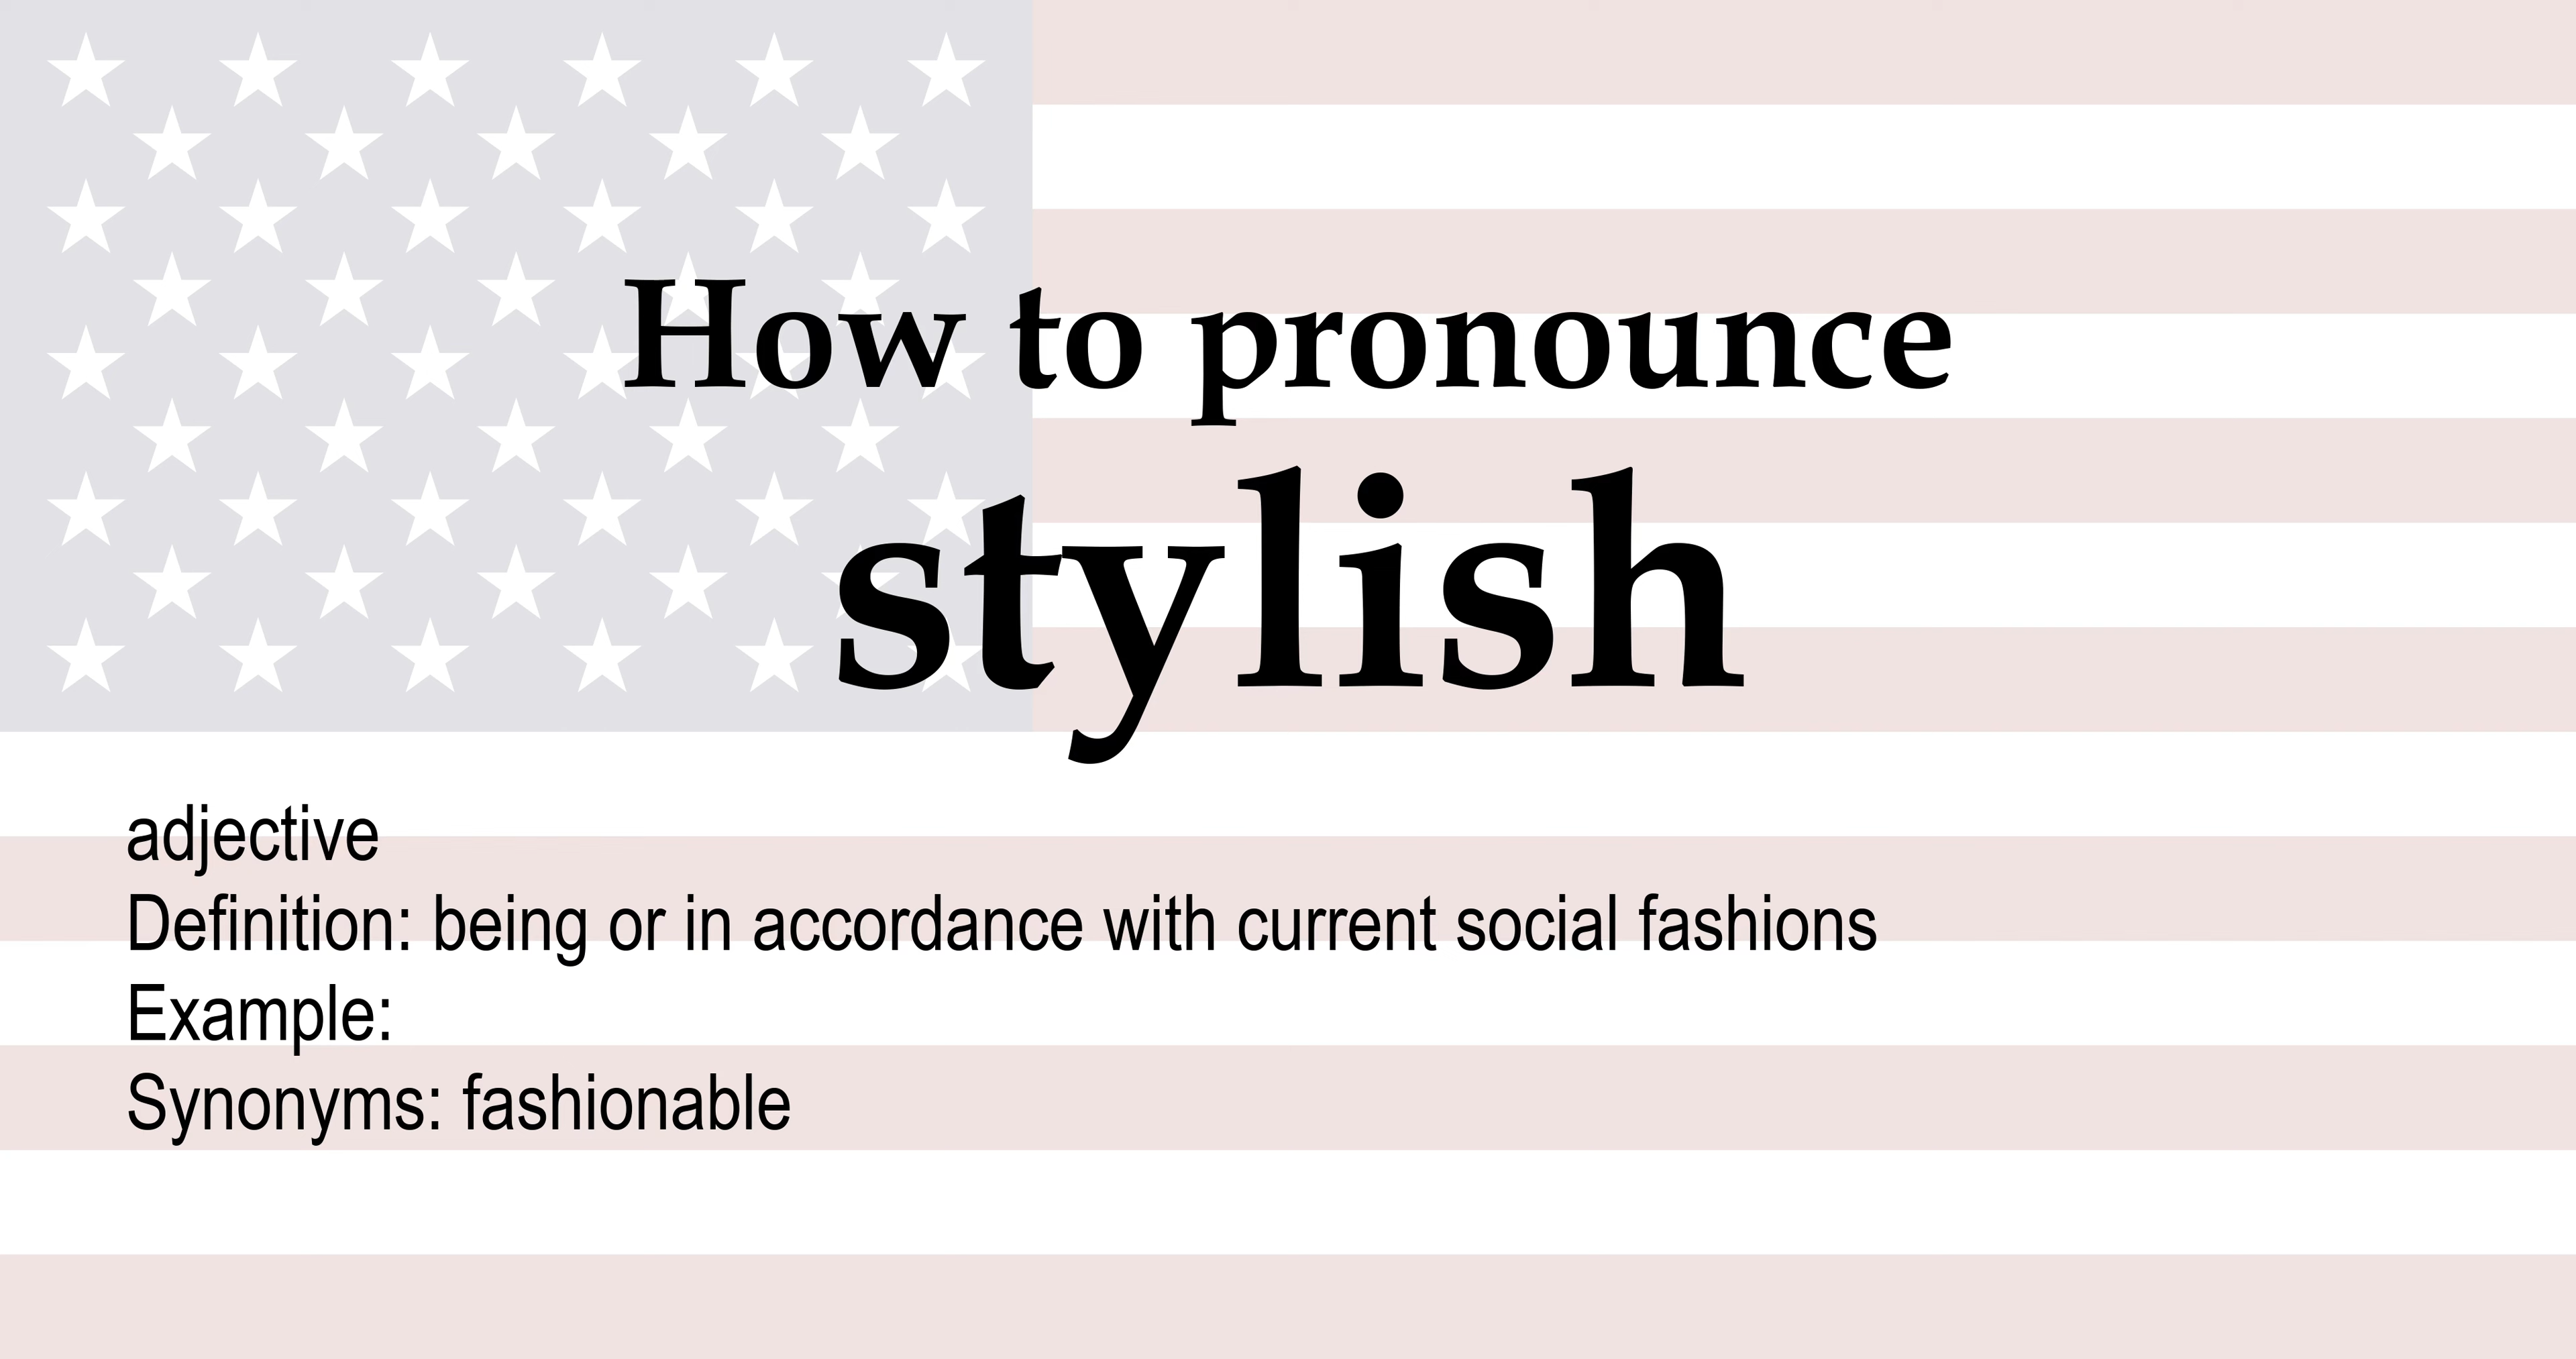 How to pronounce
stylish
adjective
Definition: being or in accordance with current social fashions
Example:
Synonyms: fashionable